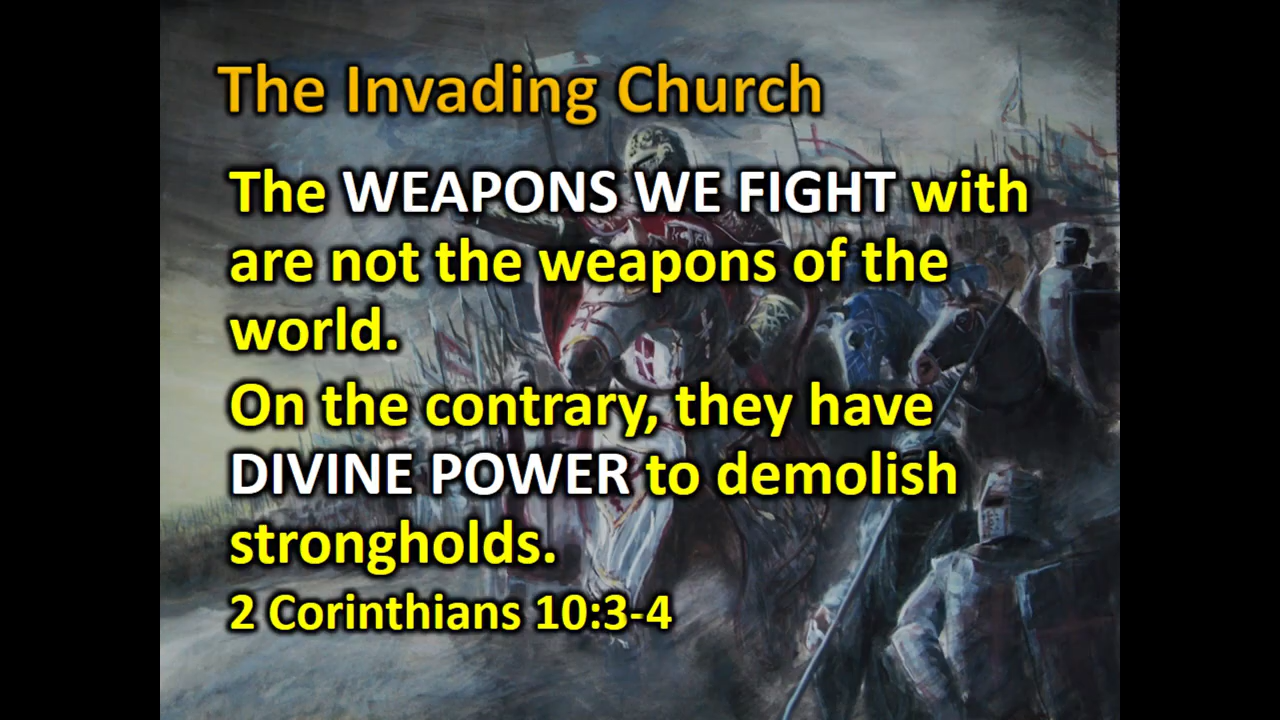 The Invading Church
The WEAPONS WE FIGHT with
are not the weapons of the
world.
On the contrary, they have
DIVINE POWER to demolish
strongholds.
2 Corinthians 10:3-4